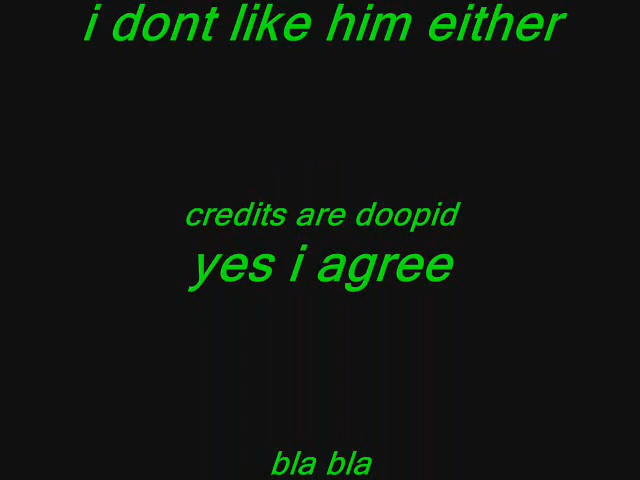 i dont like him either
credits are doopid
yes i agree
bla bla